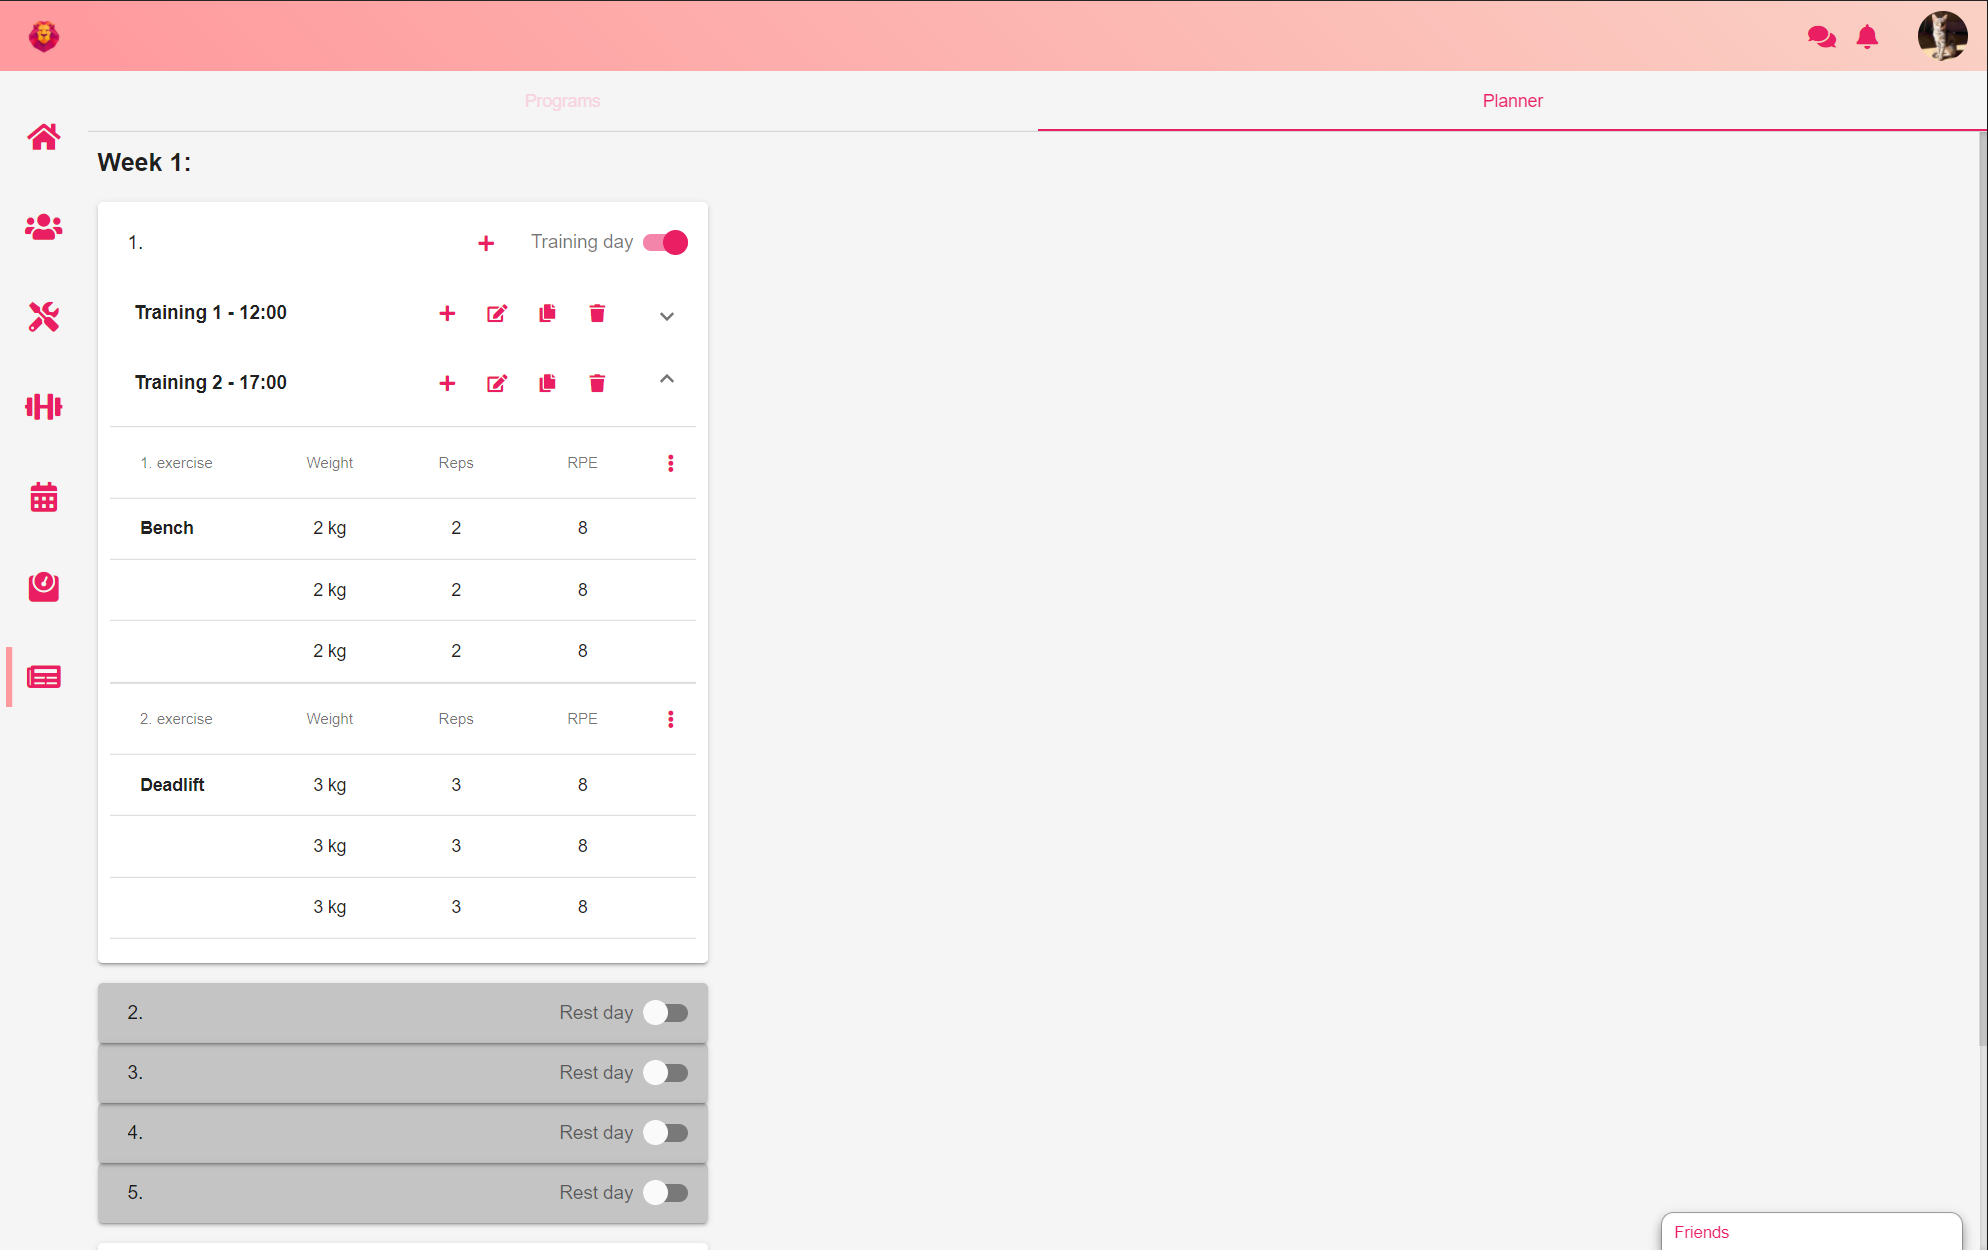 Programs
Planner
Week 1:
1.
Training day
Training 1 - 12:00
Training 2 - 17:00
1. exercise Weight Reps RPE
Bench 2 kg 2 8
2 kg 2 8
2 kg 2 8
2. exercise Weight Reps RPE
Deadlift 3 kg 3 8
3 kg 3 8
3 kg 3 8
2. Rest day
3. Rest day
4. Rest day
5. Rest day
Friends